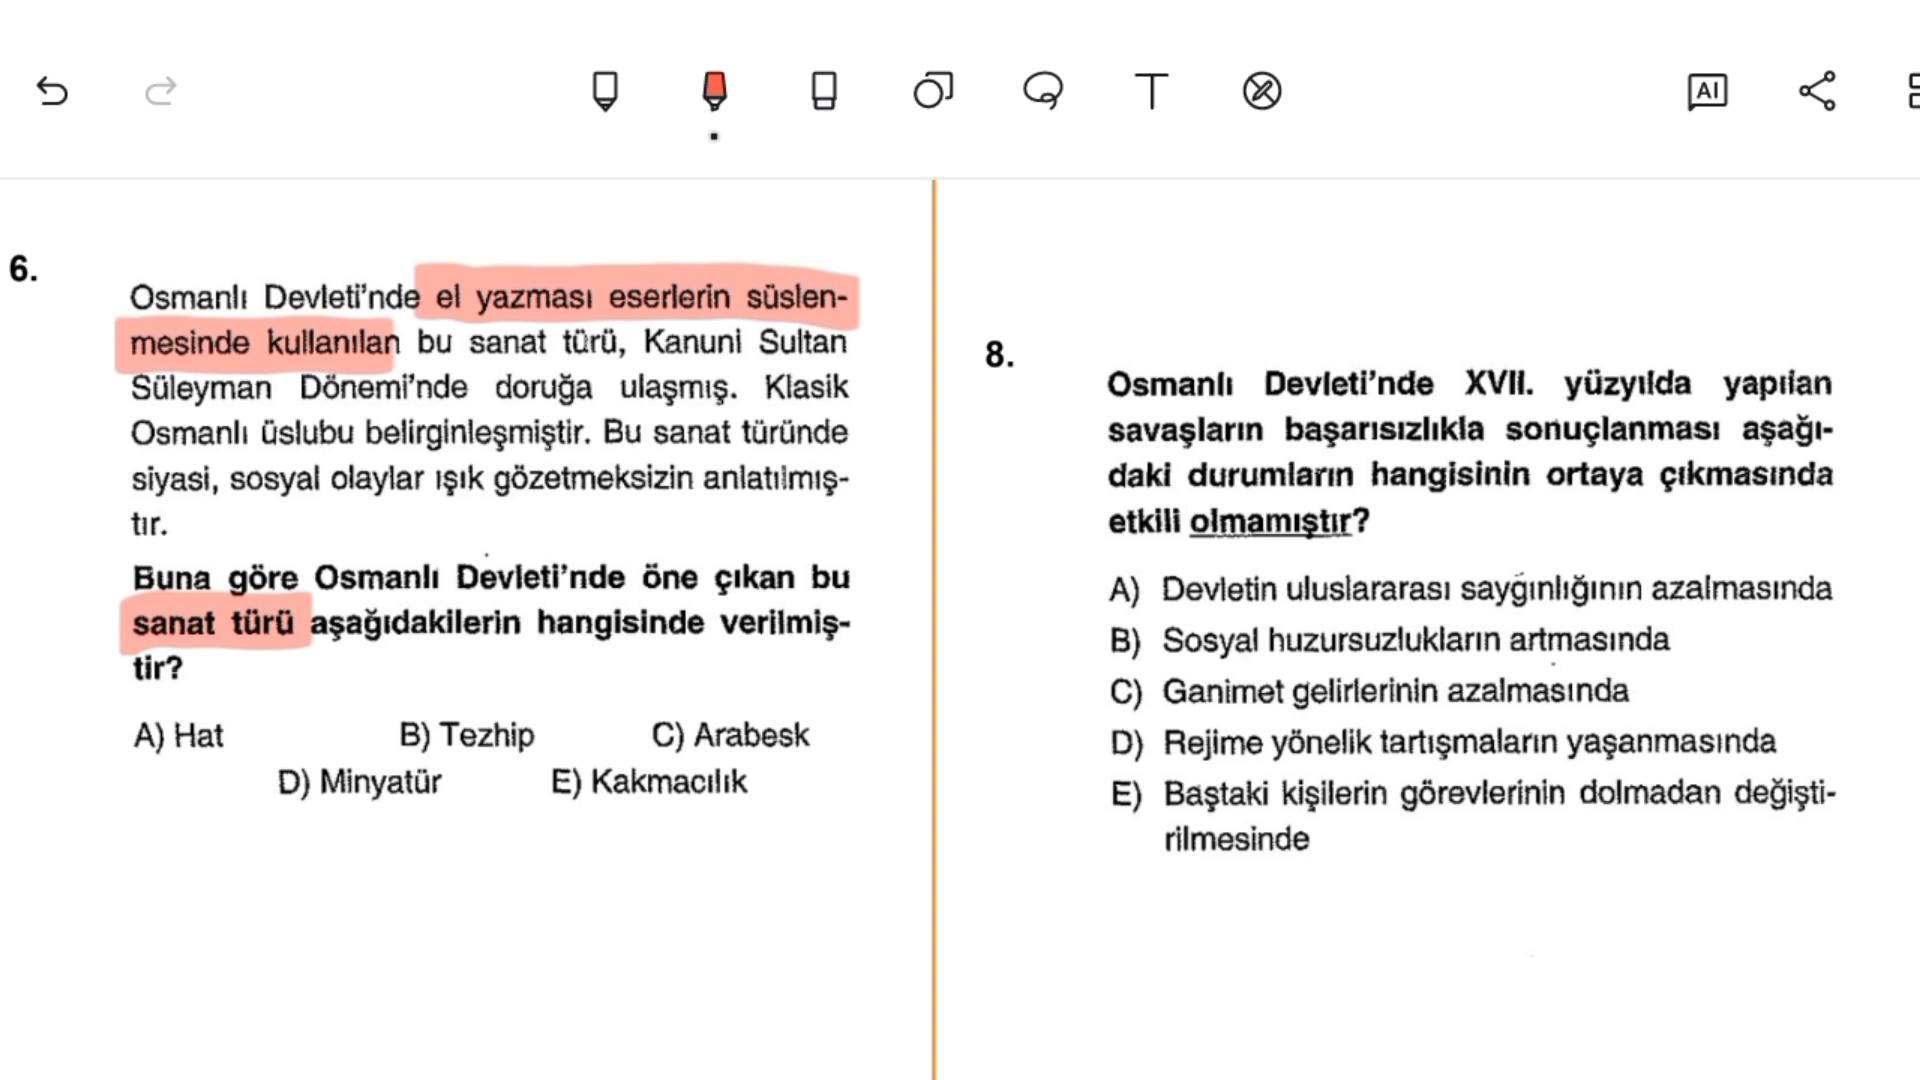 AI
6.
Osmanlı Devleti'nde el yazması eserlerin süslen-
mesinde kullanılan bu sanat türü, Kanuni Sultan
Süleyman Dönemi'nde doruğa ulaşmış. Klasik
Osmanlı üslubu belirginleşmiştir. Bu sanat türünde
siyasi, sosyal olaylar ışık gözetmeksizin anlatılmış-
tır.
Buna göre Osmanlı Devleti'nde öne çıkan bu
sanat türü aşağıdakilerin hangisinde verilmiş-
tir?
A) Hat B) Tezhip C) Arabesk
D) Minyatür E) Kakmacılık
8.
Osmanlı Devleti'nde XVII. yüzyılda yapılan
savaşların başarısızlıkla sonuçlanması aşağı-
daki durumların hangisinin ortaya çıkmasında
etkili olmamıştır?
A) Devletin uluslararası saygınlığının azalmasında
B) Sosyal huzursuzlukların artmasında
C) Ganimet gelirlerinin azalmasında
D) Rejime yönelik tartışmaların yaşanmasında
E) Baştaki kişilerin görevlerinin dolmadan değişti-
rilmesinde